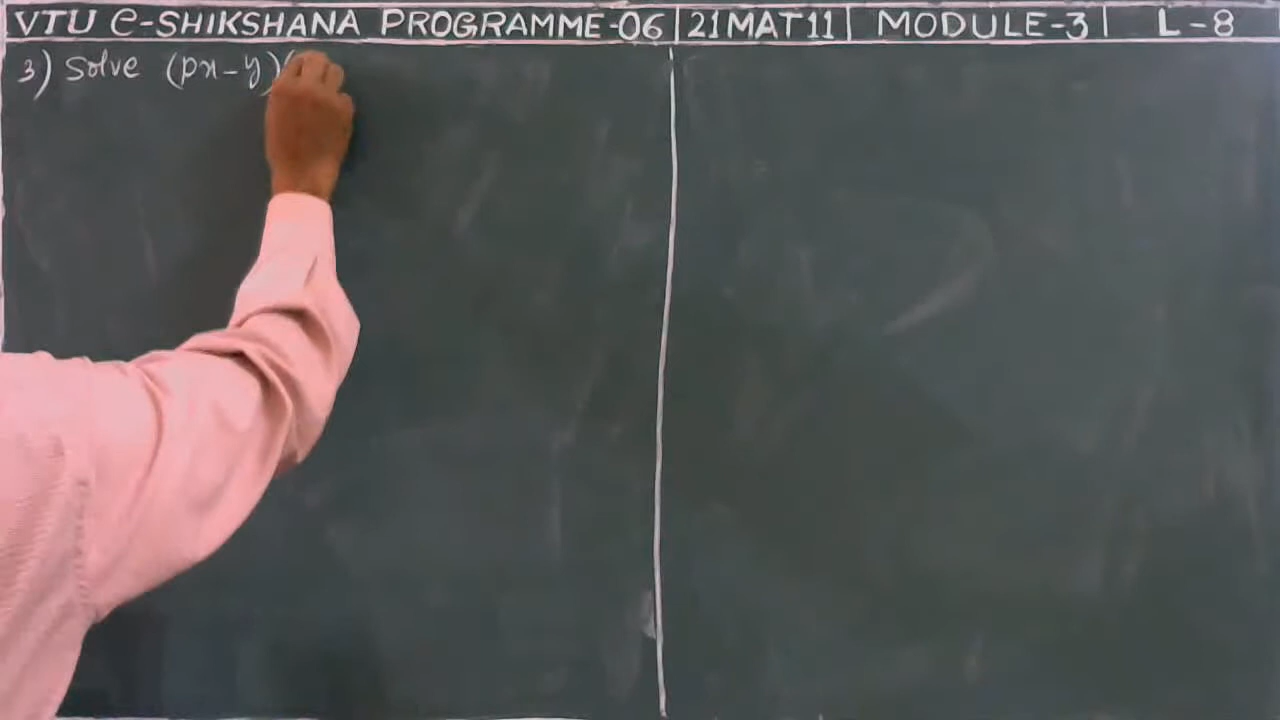 VTU e-SHIKSHANA PROGRAMME-06 | 21MAT11 | MODULE-3 | L-8
3) Solve (px-y)(